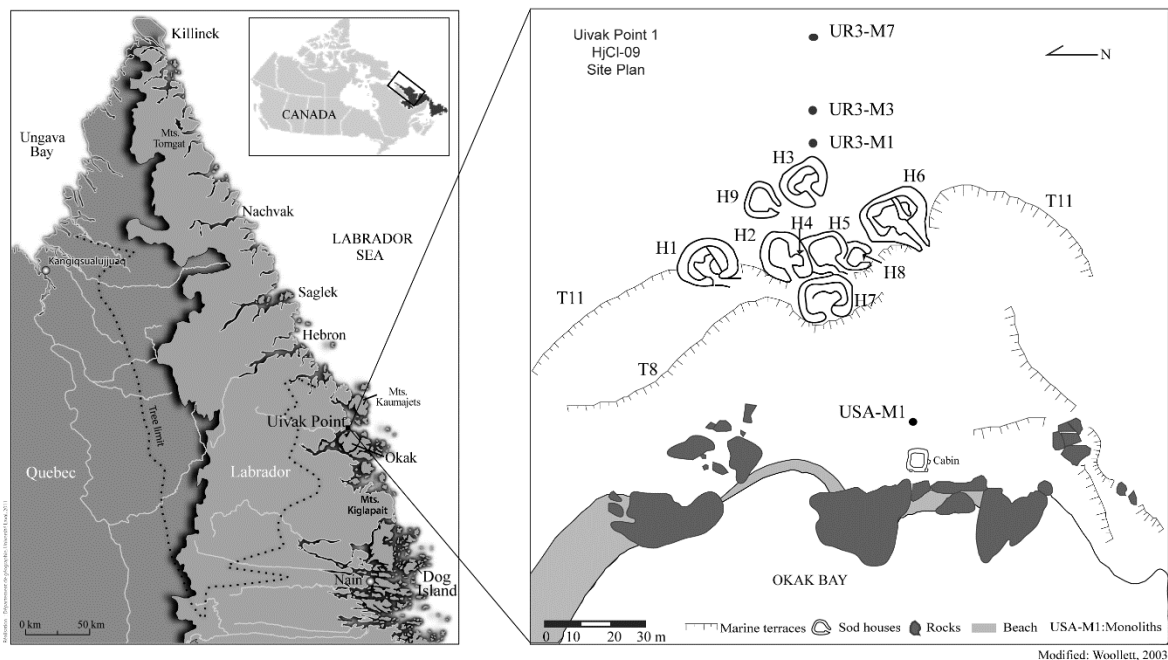 Killinek
CANADA
Ungava
Bay
Mts.
Torngat
Nachvak
LABRADOR
SEA
Kangiqsualujjuaq
Saglek
Hebron
Mts.
Kaumajets
Tree limit
Uivak Point
Okak
Quebec
Labrador
Mts.
Kiglapait
Nain
Dog
Island
0 km
50 km
Uivak Point 1
HjCl-09
Site Plan
UR3-M7
N
UR3-M3
UR3-M1
H3
H9
H6
T11
H1
H2
H4
H5
H8
H7
T11
T8
USA-M1
Cabin
OKAK BAY
0 10 20 30 m
Marine terraces
Sod houses
Rocks
Beach
USA-M1:Monoliths
Modified: Woollett, 2003